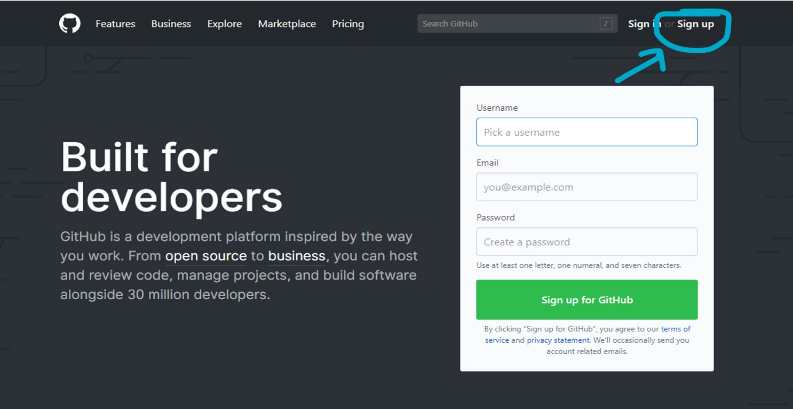 Features Business Explore Marketplace Pricing Search GitHub / Sign in or Sign up
Built for
developers
GitHub is a development platform inspired by the way
you work. From open source to business, you can host
and review code, manage projects, and build software
alongside 30 million developers.
Username
Pick a username
Email
you@example.com
Password
Create a password
Use at least one letter, one numeral, and seven characters.
Sign up for GitHub
By clicking "Sign up for GitHub", you agree to our terms of
service and privacy statement. We'll occasionally send you
account related emails.